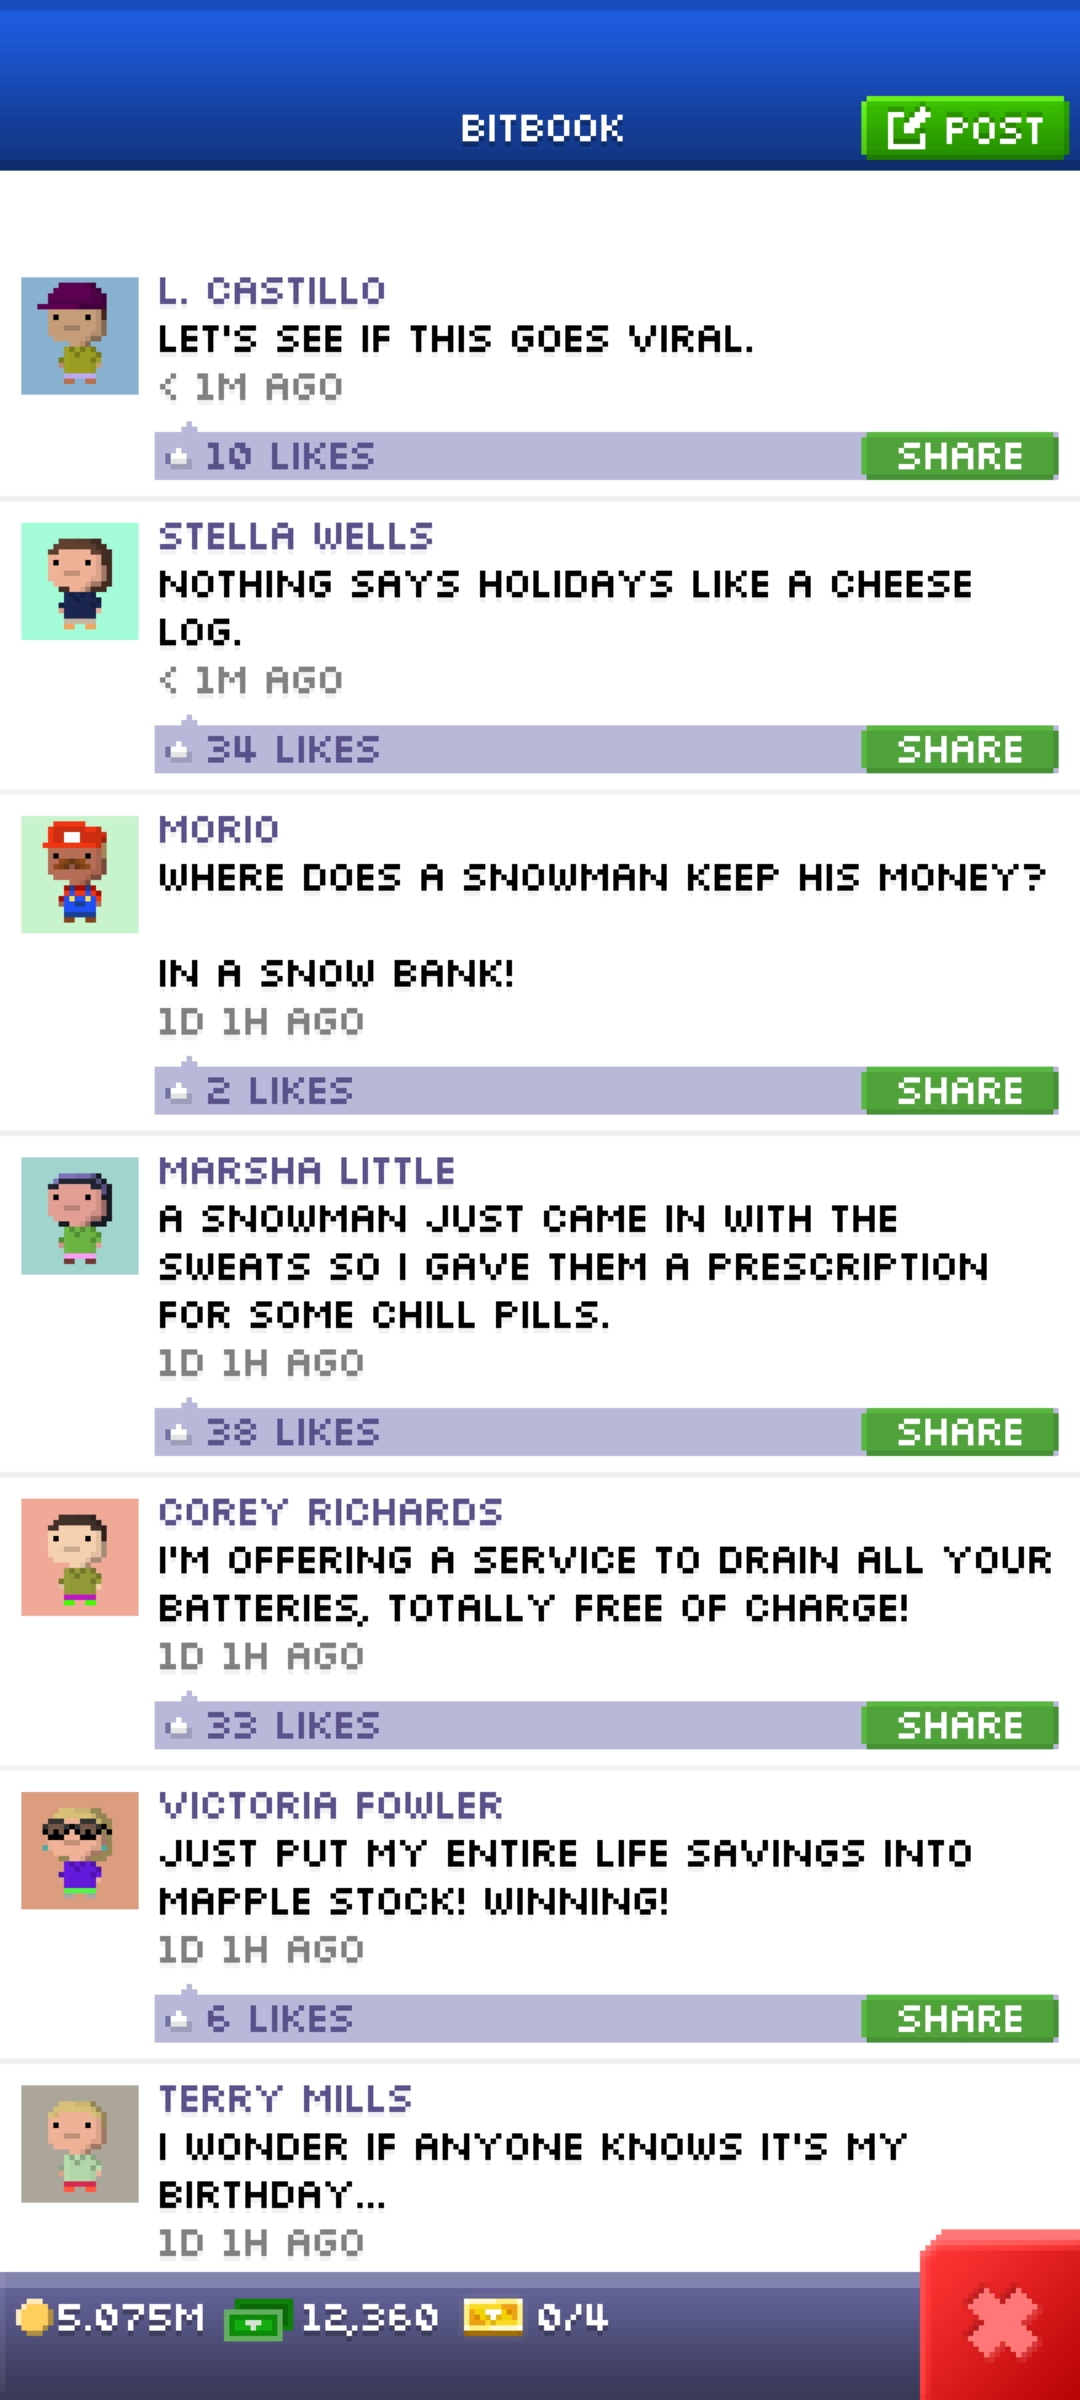 BITBOOK
POST
L. CASTILLO
LET'S SEE IF THIS GOES VIRAL.
< 1M AGO
10 LIKES
SHARE
STELLA WELLS
NOTHING SAYS HOLIDAYS LIKE A CHEESE
LOG.
< 1M AGO
34 LIKES
SHARE
MORIO
WHERE DOES A SNOWMAN KEEP HIS MONEY?
IN A SNOW BANK!
1D 1H AGO
2 LIKES
SHARE
MARSHA LITTLE
A SNOWMAN JUST CAME IN WITH THE
SWEATS SO I GAVE THEM A PRESCRIPTION
FOR SOME CHILL PILLS.
1D 1H AGO
38 LIKES
SHARE
COREY RICHARDS
I'M OFFERING A SERVICE TO DRAIN ALL YOUR
BATTERIES, TOTALLY FREE OF CHARGE!
1D 1H AGO
33 LIKES
SHARE
VICTORIA FOWLER
JUST PUT MY ENTIRE LIFE SAVINGS INTO
MAPPLE STOCK! WINNING!
1D 1H AGO
6 LIKES
SHARE
TERRY MILLS
I WONDER IF ANYONE KNOWS IT'S MY
BIRTHDAY...
1D 1H AGO
5.075M 12,360 0/4